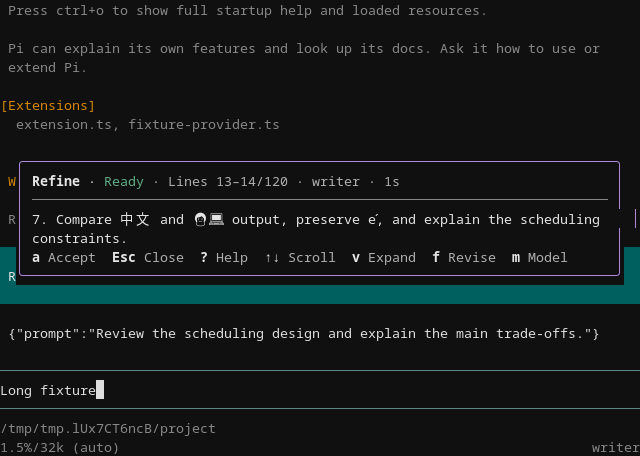 Press ctrl+o to show full startup help and loaded resources.
Pi can explain its own features and look up its docs. Ask it how to use or
extend Pi.
[Extensions]
extension.ts, fixture-provider.ts
W
Refine · Ready · Lines 13–14/120 · writer · 1s
R
7. Compare 中文 and 🧑‍💻 output, preserve é, and explain the scheduling
constraints.
a Accept  Esc Close  ? Help  ↑↓ Scroll  v Expand  f Revise  m Model
R
{"prompt":"Review the scheduling design and explain the main trade-offs."}
Long fixture
/tmp/tmp.lUx7CT6ncB/project
1.5%/32k (auto)
writer